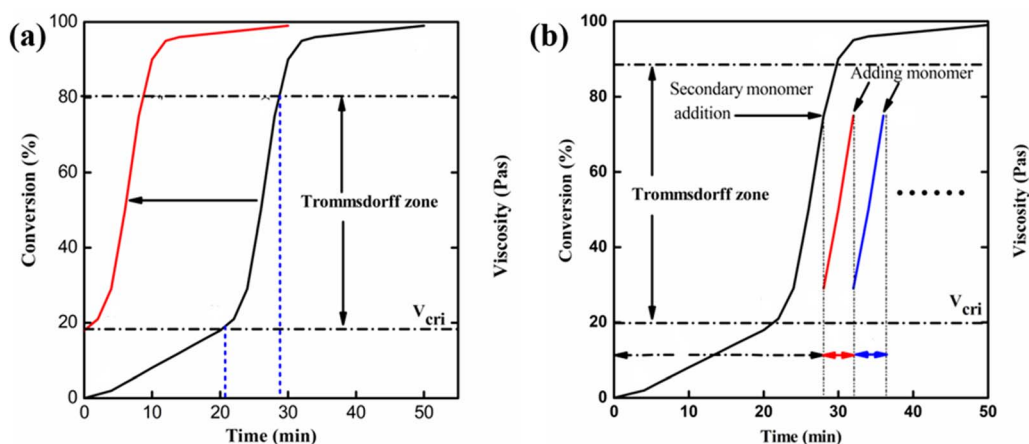 (a)
100
80
60
40
20
0
Conversion (%)
Trommsdorff zone
V_cri
Viscosity (Pas)
0 10 20 30 40 50
Time (min)
(b)
100
80
60
40
20
0
Conversion (%)
Secondary monomer
addition
Adding monomer
Trommsdorff zone
V_cri
Viscosity (Pas)
0 10 20 30 40 50
Time (min)